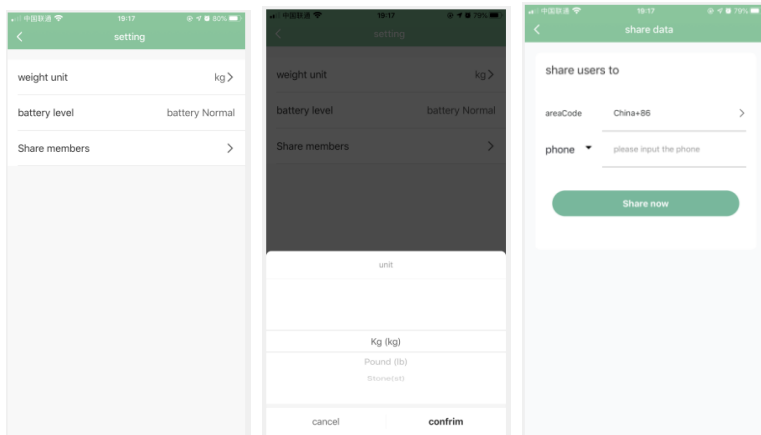 中国联通 19:17 80%
setting
weight unit kg
battery level battery Normal
Share members
中国联通 19:17 79%
setting
weight unit kg
battery level battery Normal
Share members
unit
Kg (kg)
Pound (lb)
Stone(st)
cancel confrim
中国联通 19:17 79%
share data
share users to
areaCode China+86
phone please input the phone
Share now